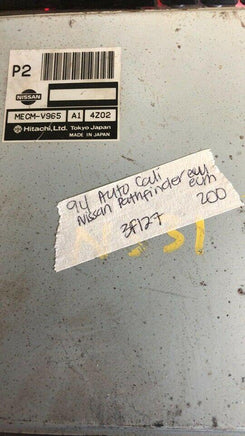 P2
NISSAN
MECM-V965 A1 4Z02
Hitachi, Ltd. Tokyo Japan
MADE IN JAPAN
94 Auto Cali
Nissan Pathfinder
ecm
200
3F127